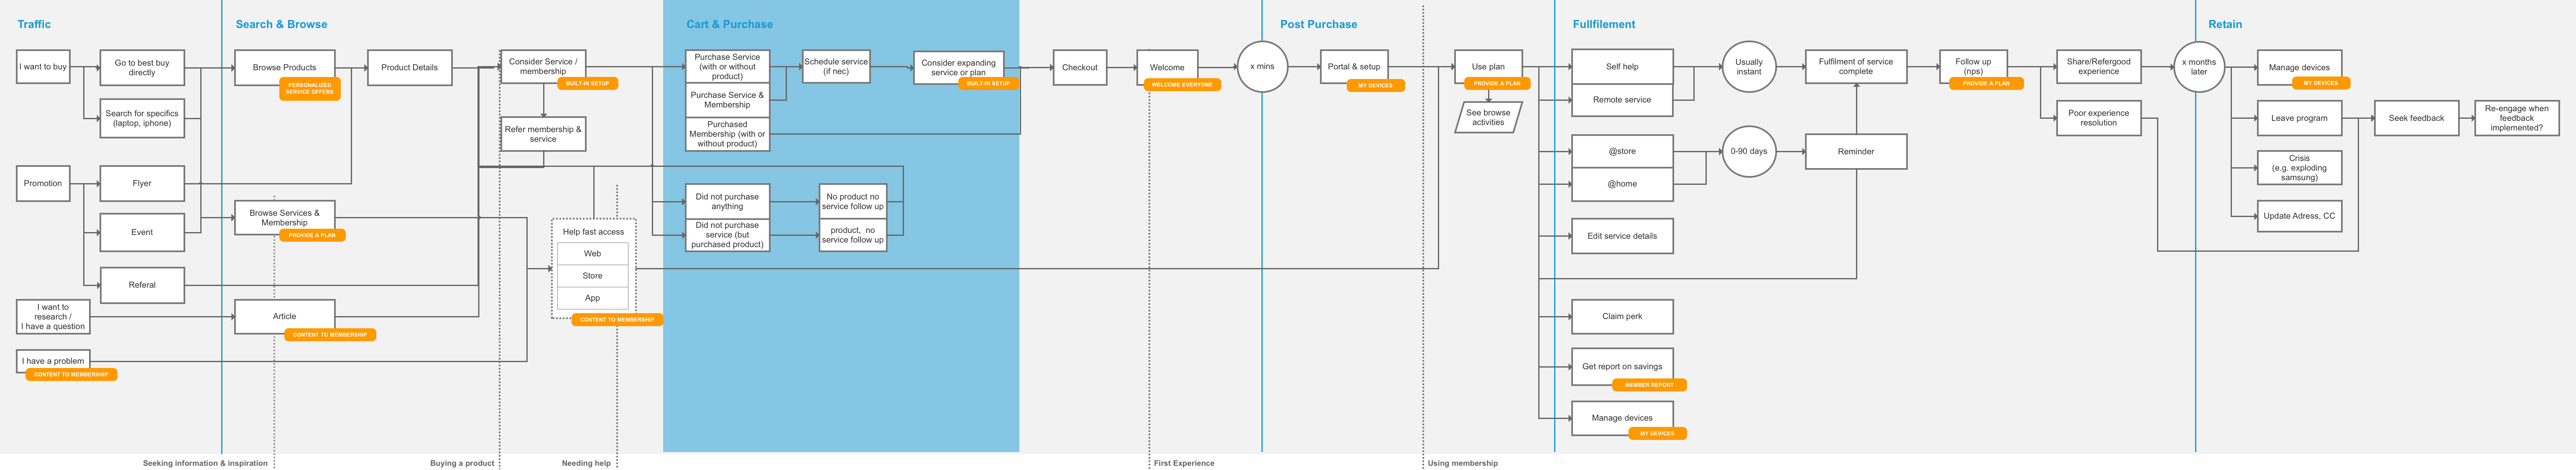 Traffic
I want to buy
Go to best buy
directly
Search for specifics
(laptop, iphone)
Promotion
Flyer
Event
Referal
I want to
research /
I have a question
I have a problem
CONTENT TO MEMBERSHIP
Search & Browse
Browse Products
PERSONALIZED
SERVICE OFFERS
Product Details
Consider Service /
membership
BUILT-IN SETUP
Refer membership &
service
Browse Services &
Membership
PROVIDE A PLAN
Article
CONTENT TO MEMBERSHIP
Help fast access
Web
Store
App
CONTENT TO MEMBERSHIP
Cart & Purchase
Purchase Service
(with or without
product)
Purchase Service &
Membership
Purchased
Membership (with or
without product)
Schedule service
(if nec)
Consider expanding
service or plan
BUILT-IN SETUP
Did not purchase
anything
Did not purchase
service (but
purchased product)
No product no
service follow up
product,  no
service follow up
Checkout
Welcome
WELCOME EVERYONE
x mins
Post Purchase
Portal & setup
MY DEVICES
Use plan
PROVIDE A PLAN
See browse
activities
Fullfilement
Self help
Remote service
@store
@home
Edit service details
Claim perk
Get report on savings
MEMBER REPORT
Manage devices
MY DEVICES
Usually
instant
0-90 days
Fulfilment of service
complete
Reminder
Follow up
(nps)
PROVIDE A PLAN
Share/Refergood
experience
Poor experience
resolution
Retain
x months
later
Manage devices
MY DEVICES
Leave program
Crisis
(e.g. exploding
samsung)
Update Adress, CC
Seek feedback
Re-engage when
feedback
implemented?
Seeking information & inspiration
Buying a product
Needing help
First Experience
Using membership